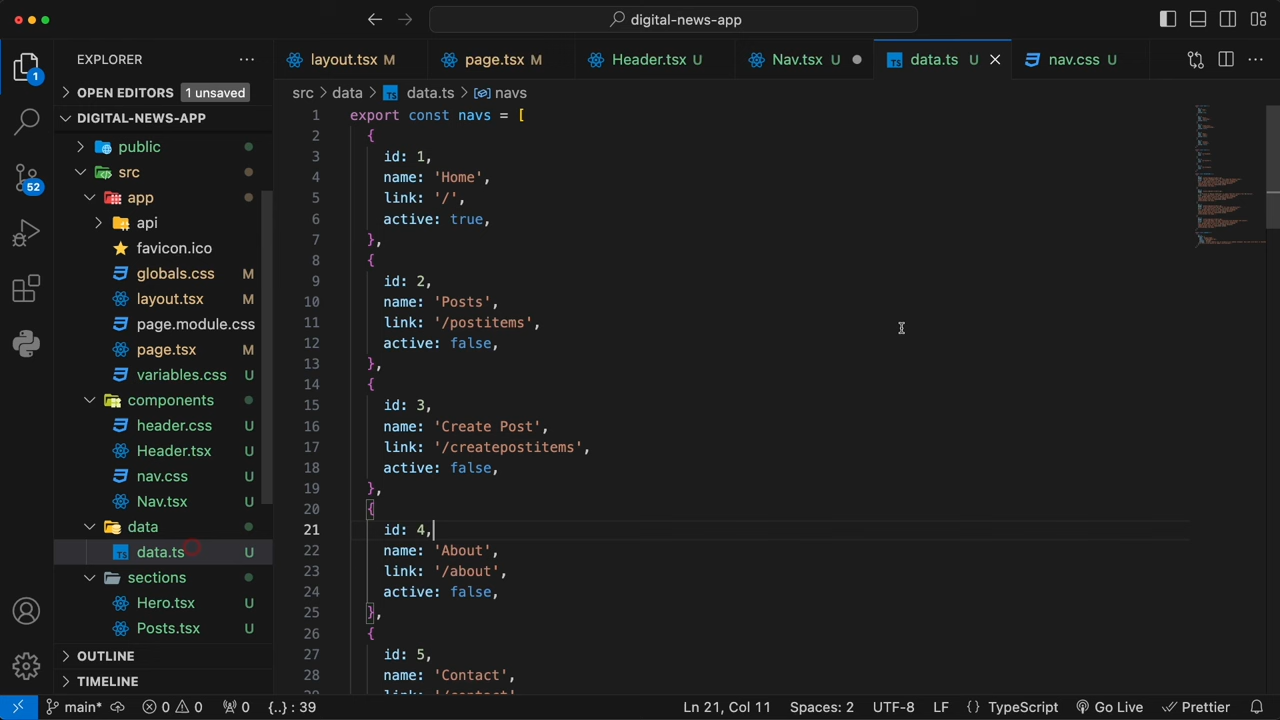 digital-news-app
EXPLORER
layout.tsx M
page.tsx M
Header.tsx U
Nav.tsx U
data.ts U
nav.css U
OPEN EDITORS 1 unsaved
src > data > TS data.ts > navs
DIGITAL-NEWS-APP
public
src
app
api
favicon.ico
globals.css M
layout.tsx M
page.module.css
page.tsx M
variables.css U
components
header.css U
Header.tsx U
nav.css U
Nav.tsx U
data
TS data.ts U
sections
Hero.tsx U
Posts.tsx U
OUTLINE
TIMELINE
1
52
1 export const navs = [
2 {
3 id: 1,
4 name: 'Home',
5 link: '/',
6 active: true,
7 },
8 {
9 id: 2,
10 name: 'Posts',
11 link: '/postitems',
12 active: false,
13 },
14 {
15 id: 3,
16 name: 'Create Post',
17 link: '/createpostitems',
18 active: false,
19 },
20 {
21 id: 4,
22 name: 'About',
23 link: '/about',
24 active: false,
25 },
26 {
27 id: 5,
28 name: 'Contact',
29 link: '/contact'
main* 0 0 0 {..} : 39 Ln 21, Col 11 Spaces: 2 UTF-8 LF {} TypeScript Go Live Prettier